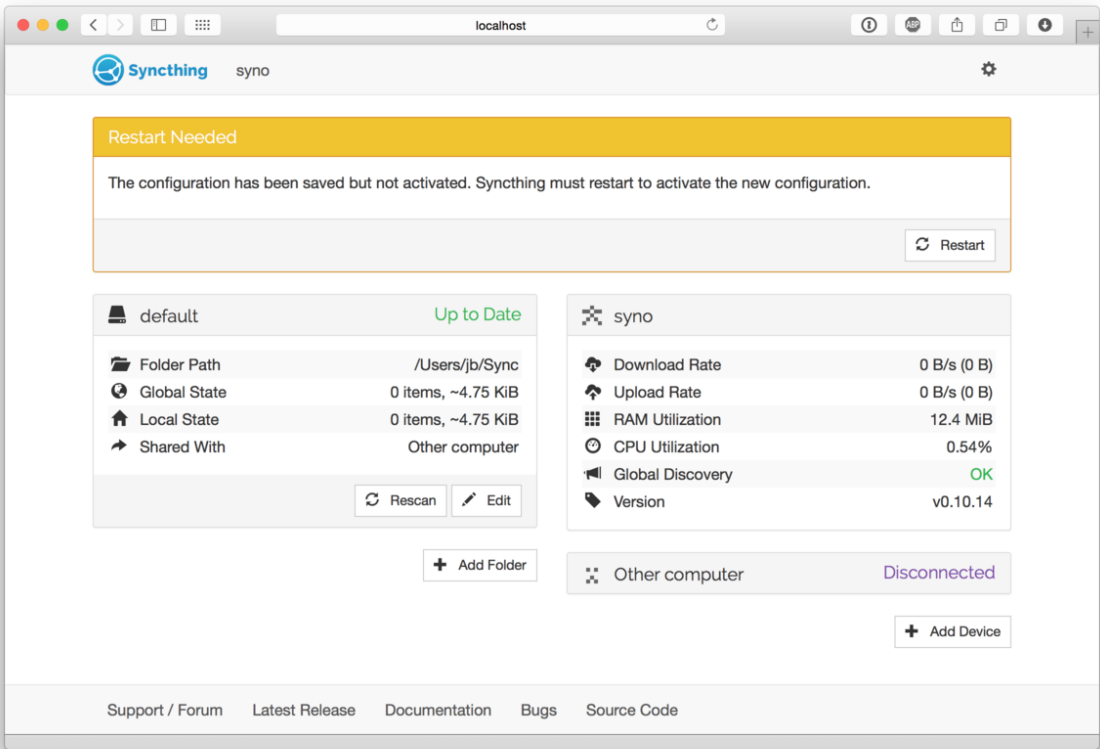 localhost
ABP
Syncthing syno
Restart Needed
The configuration has been saved but not activated. Syncthing must restart to activate the new configuration.
Restart
default Up to Date
Folder Path /Users/jb/Sync
Global State 0 items, ~4.75 KiB
Local State 0 items, ~4.75 KiB
Shared With Other computer
Rescan Edit
Add Folder
syno
Download Rate 0 B/s (0 B)
Upload Rate 0 B/s (0 B)
RAM Utilization 12.4 MiB
CPU Utilization 0.54%
Global Discovery OK
Version v0.10.14
Other computer Disconnected
Add Device
Support / Forum Latest Release Documentation Bugs Source Code